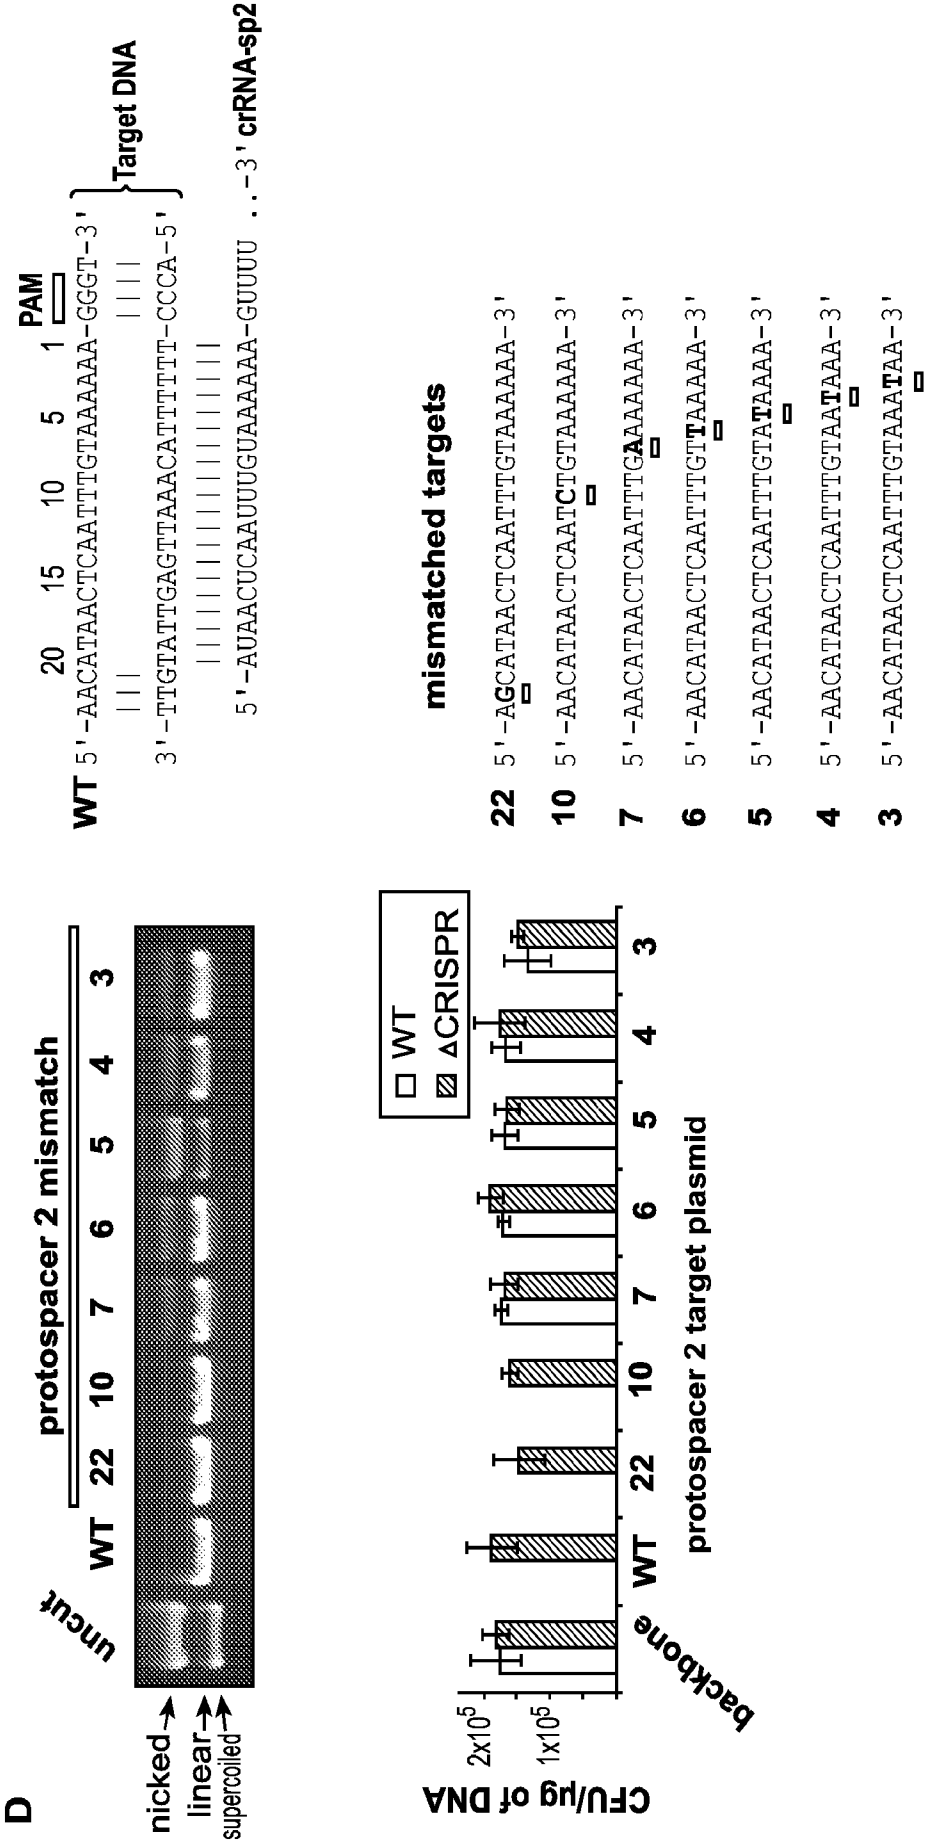 D
protospacer 2 mismatch
uncut WT 22 10 7 6 5 4 3
nicked
linear
supercoiled
20 15 10 5 1 PAM
WT 5'-AACATAACTCAATTTGTAAAAAA-GGGT-3'
3'-TTGTATTGAGTTAAACATTTTTT-CCCA-5'
Target DNA
5'-AUAACUCAAUUUGUAAAAAA-GUUUU ..-3' crRNA-sp2
CFU/μg of DNA
2x10⁵
1x10⁵
WT
ΔCRISPR
backbone WT 22 10 7 6 5 4 3
protospacer 2 target plasmid
mismatched targets
22 5'-AGCATAACTCAATTTGTAAAAAA-3'
10 5'-AACATAACTCAATCTGTAAAAAA-3'
7 5'-AACATAACTCAATTTGAAAAAAA-3'
6 5'-AACATAACTCAATTTGTTAAAAA-3'
5 5'-AACATAACTCAATTTGTATAAAA-3'
4 5'-AACATAACTCAATTTGTAATAAA-3'
3 5'-AACATAACTCAATTTGTAAATAA-3'